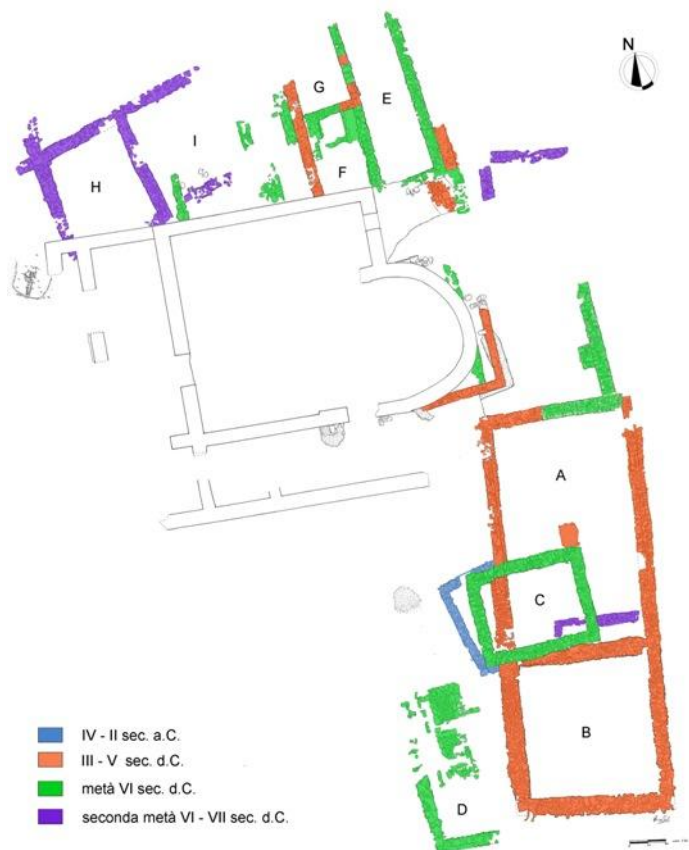 N
G
E
I
F
H
A
C
B
D
IV - II sec. a.C.
III - V sec. d.C.
metà VI sec. d.C.
seconda metà VI - VII sec. d.C.